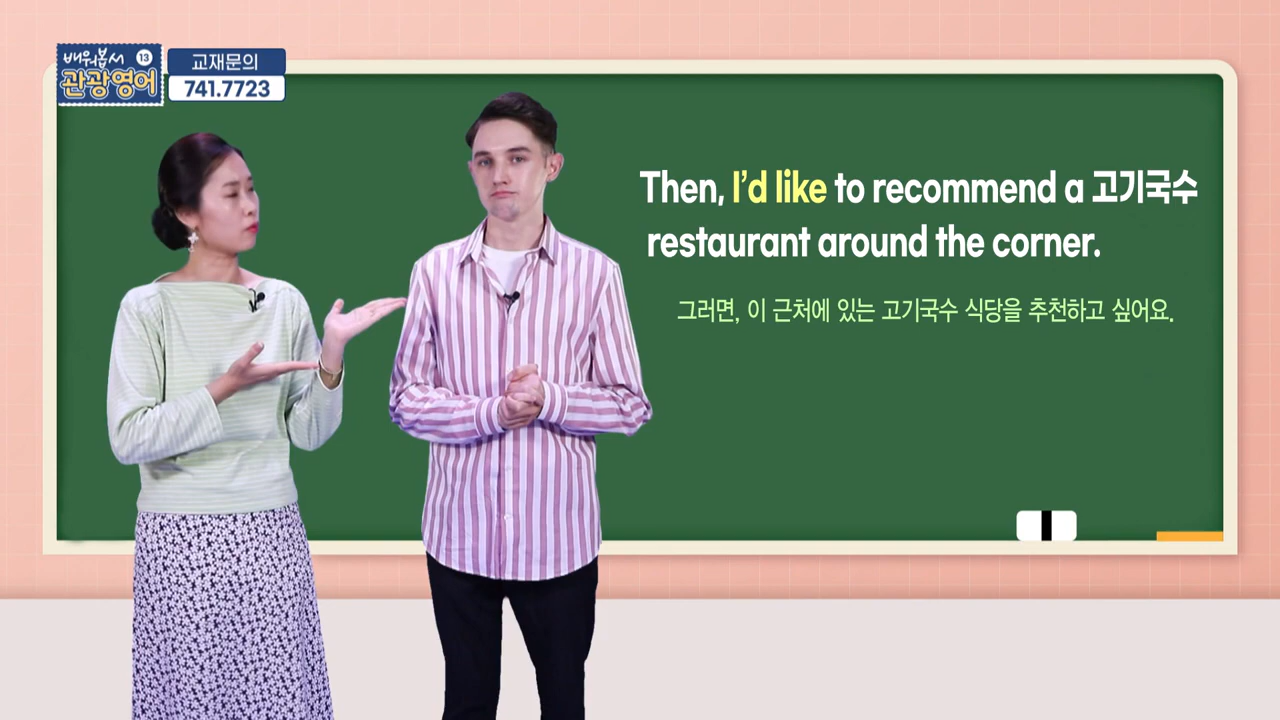 배워봅서 13
관광영어
교재문의
741.7723
Then, I'd like to recommend a 고기국수
restaurant around the corner.
그러면, 이 근처에 있는 고기국수 식당을 추천하고 싶어요.